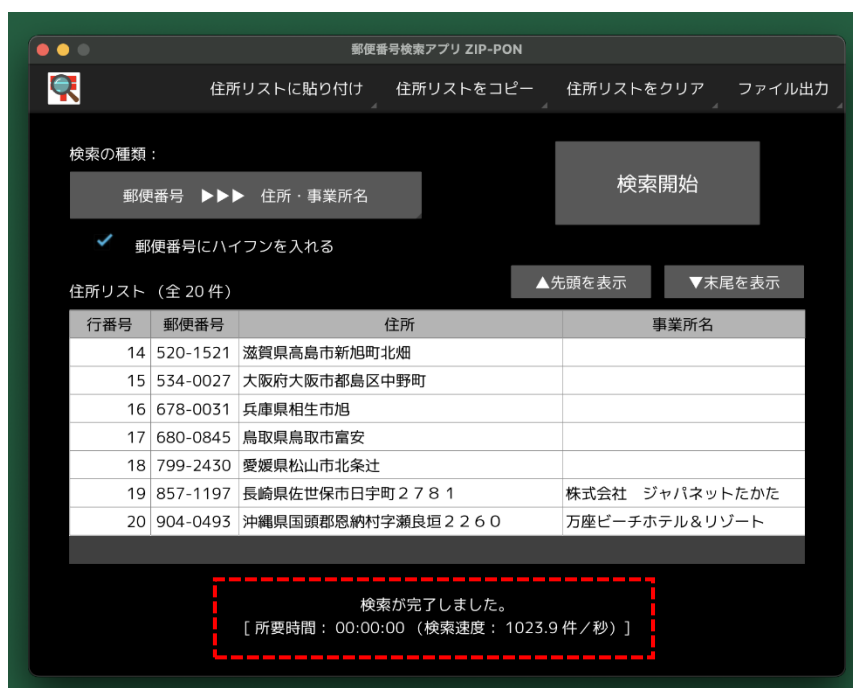 郵便番号検索アプリ ZIP-PON
住所リストに貼り付け 住所リストをコピー 住所リストをクリア ファイル出力
検索の種類：
郵便番号 ▶▶▶ 住所・事業所名
検索開始
郵便番号にハイフンを入れる
▲先頭を表示 ▼末尾を表示
住所リスト （全 20 件）
行番号 郵便番号 住所 事業所名
14 520-1521 滋賀県高島市新旭町北畑
15 534-0027 大阪府大阪市都島区中野町
16 678-0031 兵庫県相生市旭
17 680-0845 鳥取県鳥取市富安
18 799-2430 愛媛県松山市北条辻
19 857-1197 長崎県佐世保市日宇町２７８１ 株式会社　ジャパネットたかた
20 904-0493 沖縄県国頭郡恩納村字瀬良垣２２６０ 万座ビーチホテル＆リゾート
検索が完了しました。
[ 所要時間： 00:00:00 （検索速度： 1023.9 件／秒）]